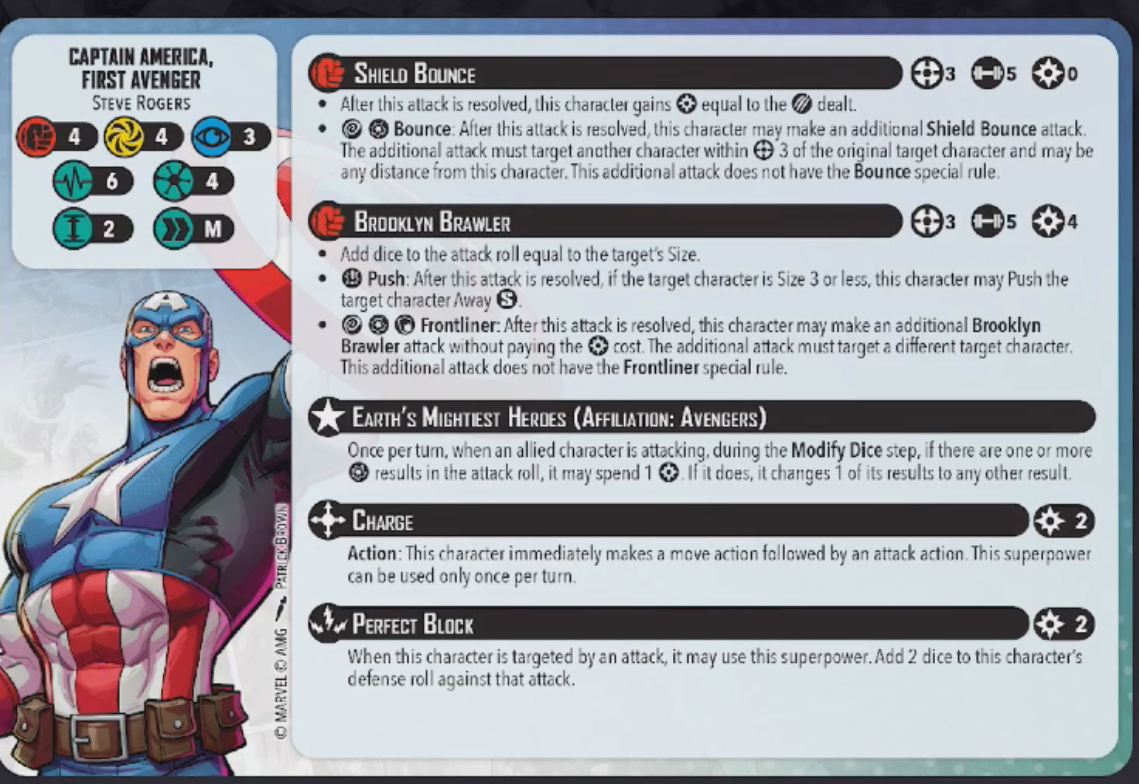 CAPTAIN AMERICA,
FIRST AVENGER
STEVE ROGERS
4 4 3
6 4
2 M
© MARVEL © AMG PATRICK BROWN
SHIELD BOUNCE 3 5 0
• After this attack is resolved, this character gains equal to the dealt.
• Bounce: After this attack is resolved, this character may make an additional Shield Bounce attack.
The additional attack must target another character within 3 of the original target character and may be
any distance from this character. This additional attack does not have the Bounce special rule.
BROOKLYN BRAWLER 3 5 4
• Add dice to the attack roll equal to the target's Size.
• Push: After this attack is resolved, if the target character is Size 3 or less, this character may Push the
target character Away S.
• Frontliner: After this attack is resolved, this character may make an additional Brooklyn
Brawler attack without paying the cost. The additional attack must target a different target character.
This additional attack does not have the Frontliner special rule.
EARTH'S MIGHTIEST HEROES (AFFILIATION: AVENGERS)
Once per turn, when an allied character is attacking, during the Modify Dice step, if there are one or more
results in the attack roll, it may spend 1 . If it does, it changes 1 of its results to any other result.
CHARGE 2
Action: This character immediately makes a move action followed by an attack action. This superpower
can be used only once per turn.
PERFECT BLOCK 2
When this character is targeted by an attack, it may use this superpower. Add 2 dice to this character's
defense roll against that attack.